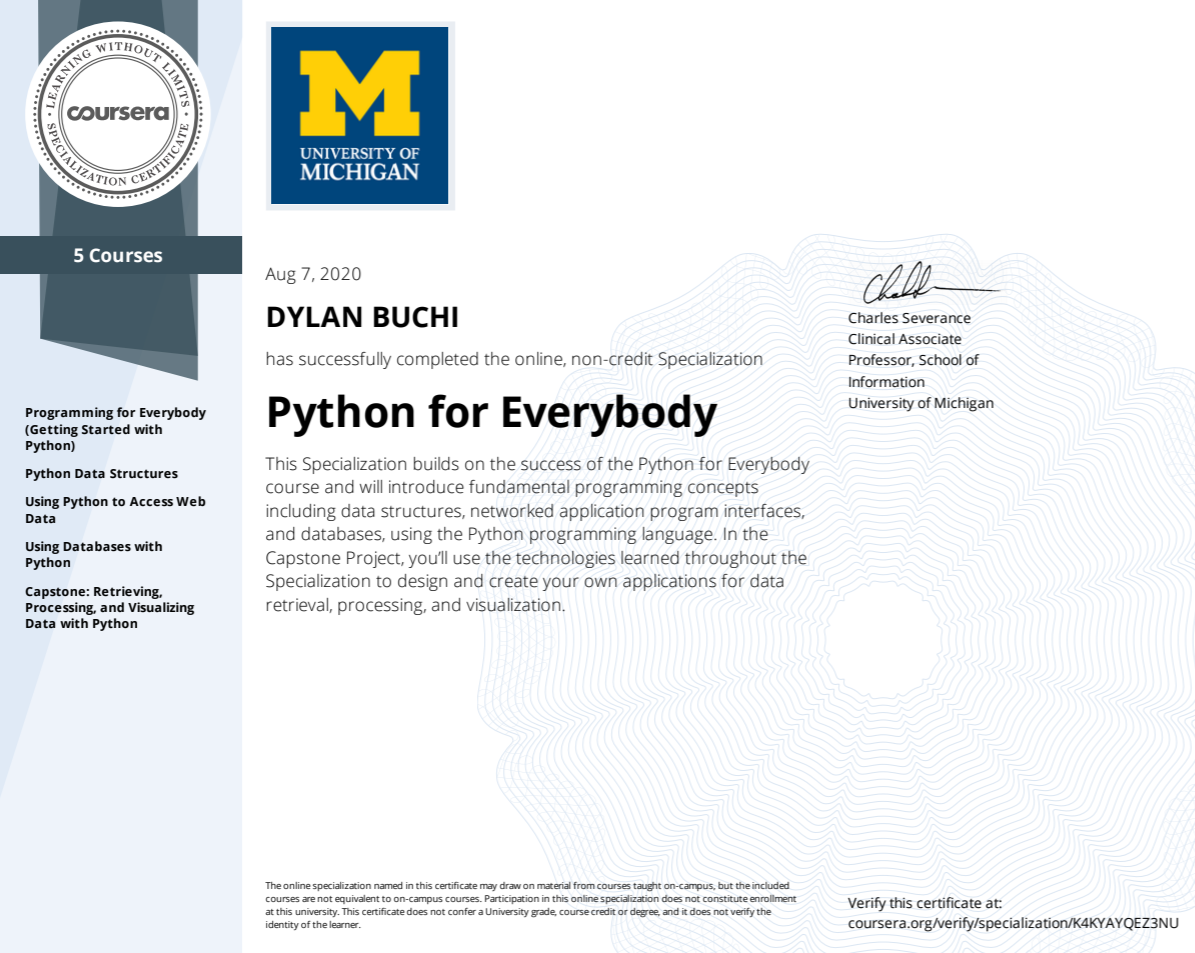 LEARNING WITHOUT LIMITS
coursera
SPECIALIZATION CERTIFICATE
5 Courses
Programming for Everybody
(Getting Started with
Python)
Python Data Structures
Using Python to Access Web
Data
Using Databases with
Python
Capstone: Retrieving,
Processing, and Visualizing
Data with Python
M
UNIVERSITY OF
MICHIGAN
Aug 7, 2020
DYLAN BUCHI
has successfully completed the online, non-credit Specialization
Python for Everybody
This Specialization builds on the success of the Python for Everybody
course and will introduce fundamental programming concepts
including data structures, networked application program interfaces,
and databases, using the Python programming language. In the
Capstone Project, you’ll use the technologies learned throughout the
Specialization to design and create your own applications for data
retrieval, processing, and visualization.
Charles Severance
Clinical Associate
Professor, School of
Information
University of Michigan
The online specialization named in this certificate may draw on material from courses taught on-campus, but the included
courses are not equivalent to on-campus courses. Participation in this online specialization does not constitute enrollment
at this university. This certificate does not confer a University grade, course credit or degree, and it does not verify the
identity of the learner.
Verify this certificate at:
coursera.org/verify/specialization/K4KYAYQEZ3NU